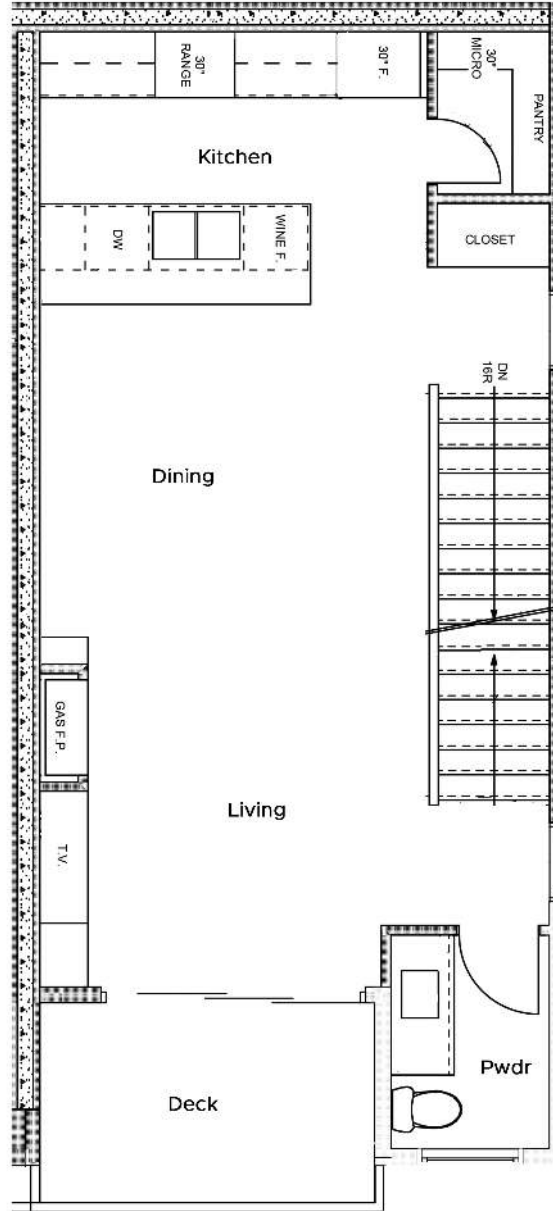 30"
RANGE
30" F.
30"
MICRO
PANTRY
Kitchen
CLOSET
DW
WINE F.
DN
16R
Dining
GAS F.P.
Living
T.V.
Pwdr
Deck